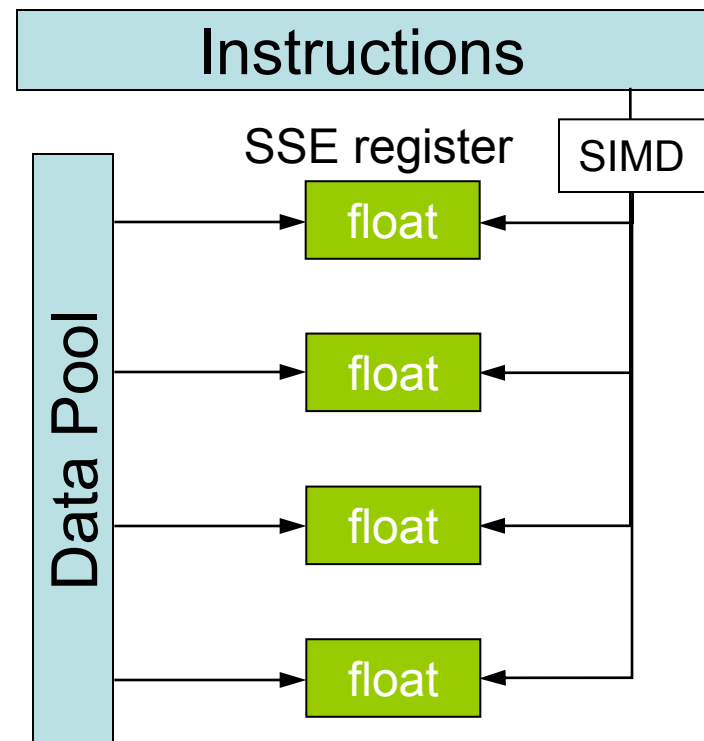 Instructions
SSE register
SIMD
Data Pool
float
float
float
float